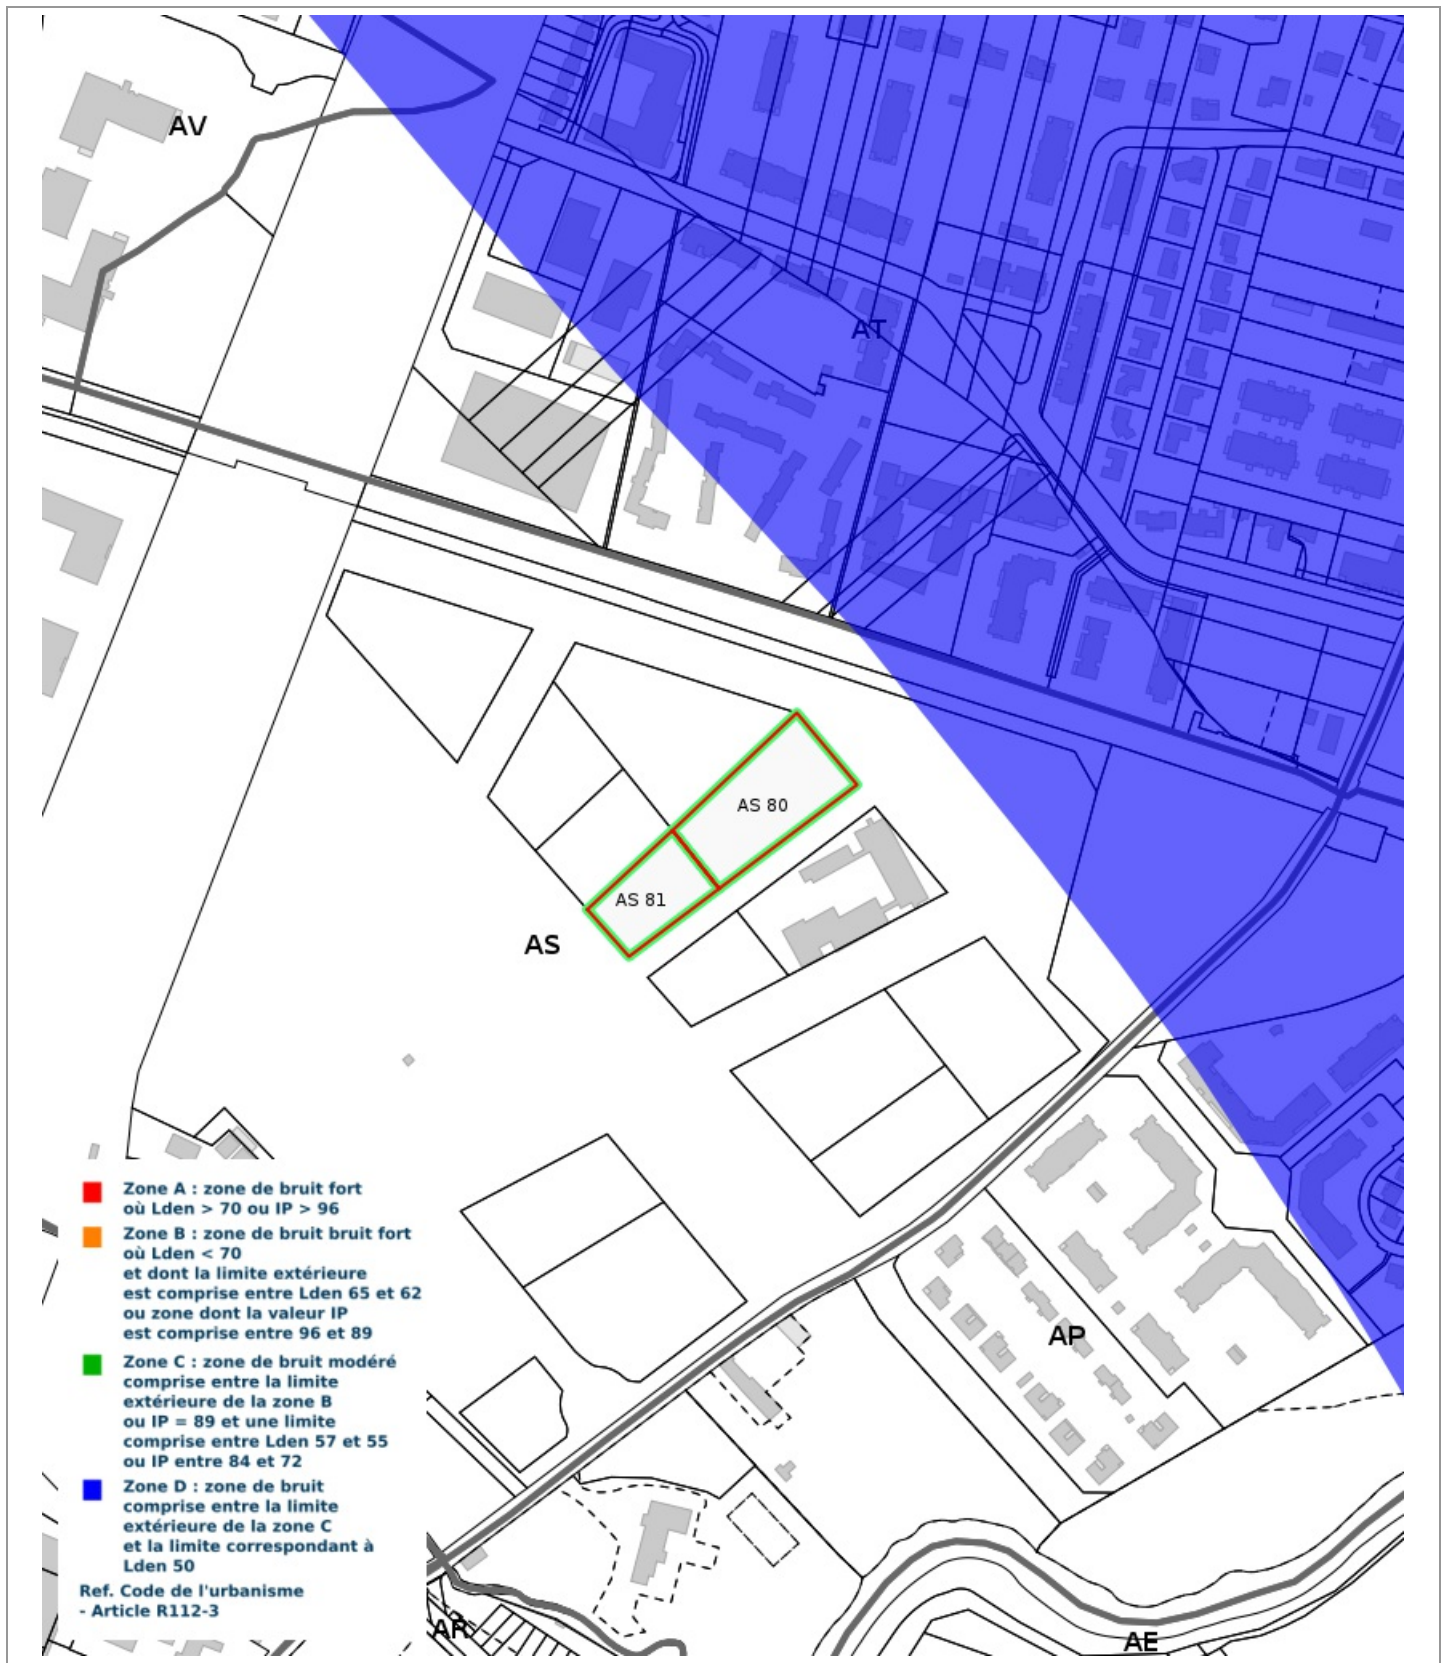 AV
AT
AS 80
AS 81
AS
Zone A : zone de bruit fort
où Lden > 70 ou IP > 96
Zone B : zone de bruit bruit fort
où Lden < 70
et dont la limite extérieure
est comprise entre Lden 65 et 62
ou zone dont la valeur IP
est comprise entre 96 et 89
Zone C : zone de bruit modéré
comprise entre la limite
extérieure de la zone B
ou IP = 89 et une limite
comprise entre Lden 57 et 55
ou IP entre 84 et 72
Zone D : zone de bruit
comprise entre la limite
extérieure de la zone C
et la limite correspondant à
Lden 50
Ref. Code de l'urbanisme
- Article R112-3
AP
AR
AE